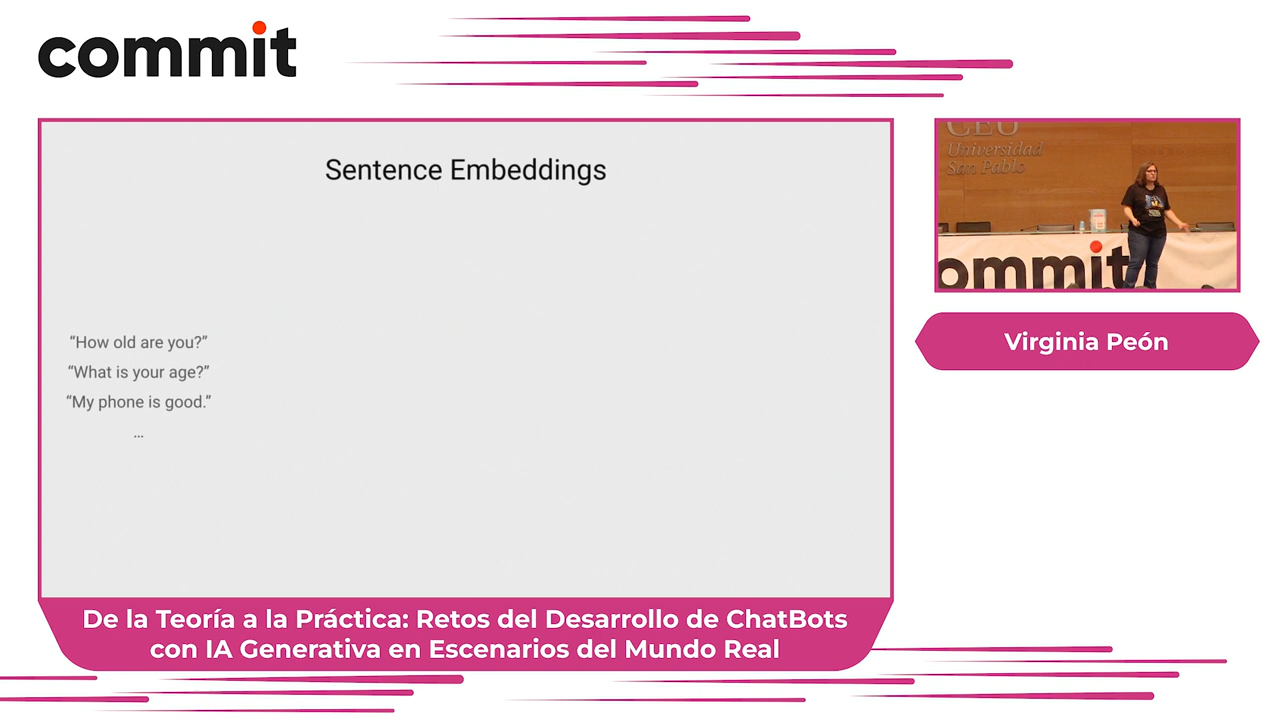 commit
Sentence Embeddings
“How old are you?”
“What is your age?”
“My phone is good.”
...
De la Teoría a la Práctica: Retos del Desarrollo de ChatBots
con IA Generativa en Escenarios del Mundo Real
CEU
Universidad
San Pablo
ommit
Virginia Peón